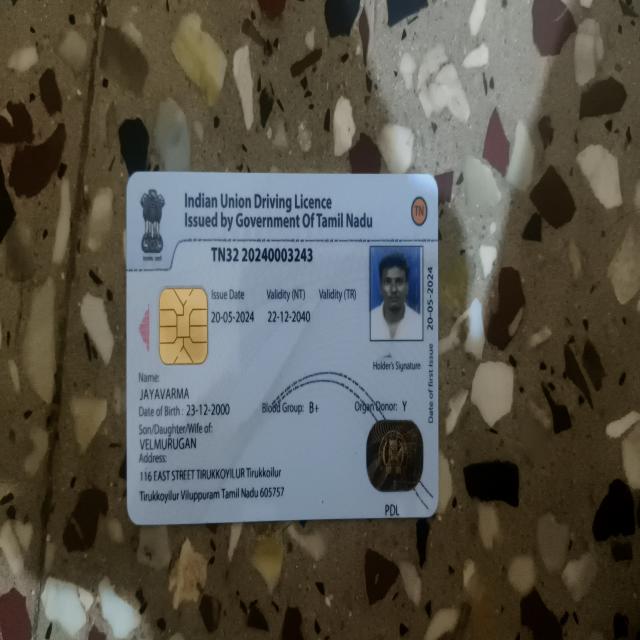 Indian Union Driving Licence
Issued by Government Of Tamil Nadu
TN
TN32 20240003243
Issue Date Validity (NT) Validity (TR)
20-05-2024 22-12-2040
Holder's Signature
Date of first Issue 20-05-2024
Name:
JAYAVARMA
Date of Birth : 23-12-2000 Blood Group: B+ Organ Donor: Y
Son/Daughter/Wife of:
VELMURUGAN
Address:
116 EAST STREET TIRUKKOYILUR Tirukkoilur
Tirukkoyilur Viluppuram Tamil Nadu 605757
PDL